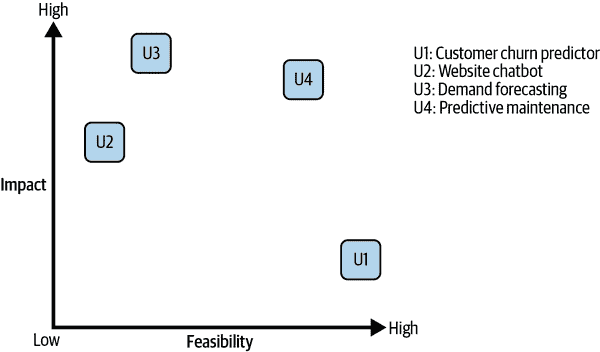 High
U3
U4
U2
U1
Impact
Low
Feasibility
High
U1: Customer churn predictor
U2: Website chatbot
U3: Demand forecasting
U4: Predictive maintenance